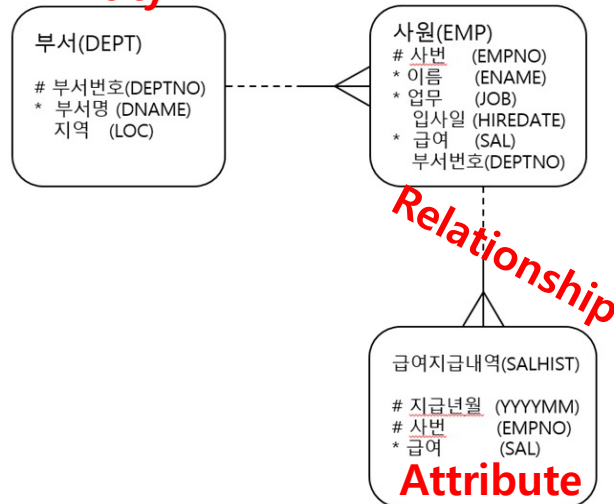 부서(DEPT)
# 부서번호(DEPTNO)
* 부서명 (DNAME)
지역 (LOC)
사원(EMP)
# 사번 (EMPNO)
* 이름 (ENAME)
* 업무 (JOB)
입사일 (HIREDATE)
* 급여 (SAL)
부서번호(DEPTNO)
Relationship
급여지급내역(SALHIST)
# 지급년월 (YYYYMM)
# 사번 (EMPNO)
* 급여 (SAL)
Attribute